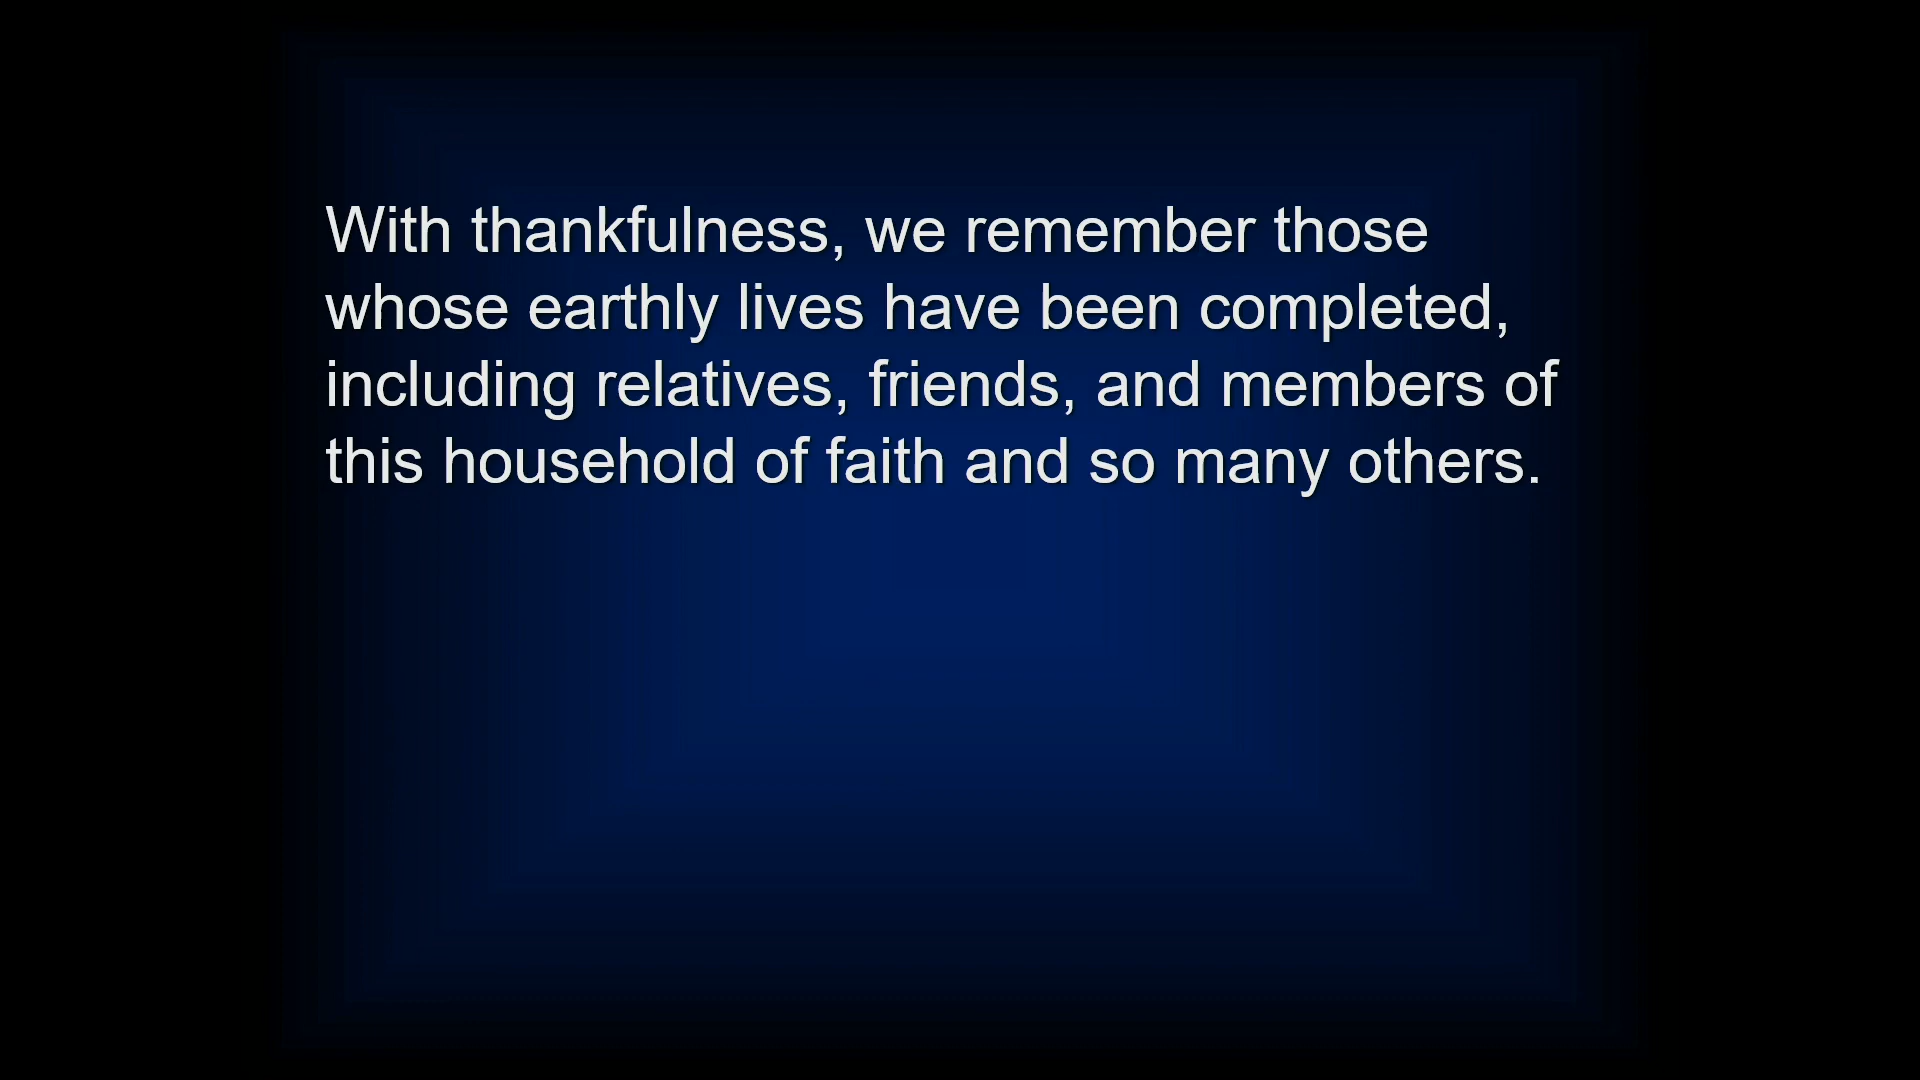 With thankfulness, we remember those
whose earthly lives have been completed,
including relatives, friends, and members of
this household of faith and so many others.